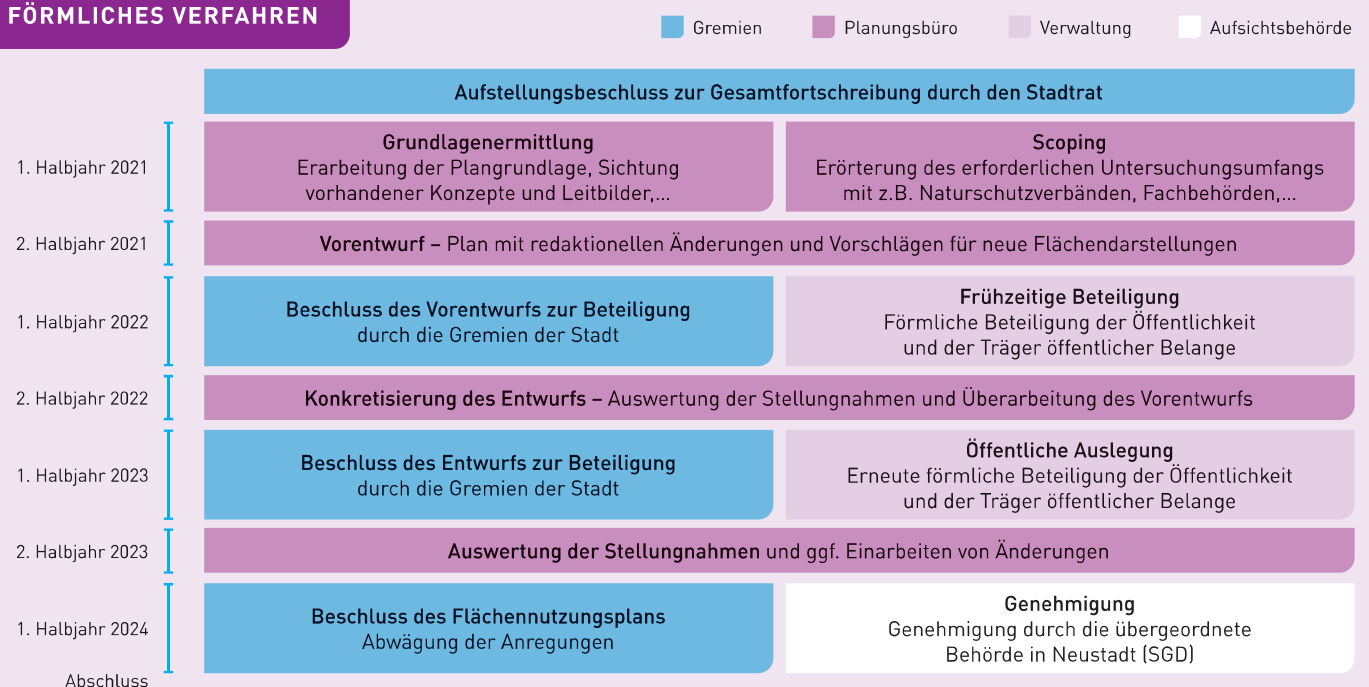 FÖRMLICHES VERFAHREN
Gremien
Planungsbüro
Verwaltung
Aufsichtsbehörde
Aufstellungsbeschluss zur Gesamtfortschreibung durch den Stadtrat
1. Halbjahr 2021
Grundlagenermittlung
Erarbeitung der Plangrundlage, Sichtung
vorhandener Konzepte und Leitbilder,...
Scoping
Erörterung des erforderlichen Untersuchungsumfangs
mit z.B. Naturschutzverbänden, Fachbehörden,...
2. Halbjahr 2021
Vorentwurf – Plan mit redaktionellen Änderungen und Vorschlägen für neue Flächendarstellungen
1. Halbjahr 2022
Beschluss des Vorentwurfs zur Beteiligung
durch die Gremien der Stadt
Frühzeitige Beteiligung
Förmliche Beteiligung der Öffentlichkeit
und der Träger öffentlicher Belange
2. Halbjahr 2022
Konkretisierung des Entwurfs – Auswertung der Stellungnahmen und Überarbeitung des Vorentwurfs
1. Halbjahr 2023
Beschluss des Entwurfs zur Beteiligung
durch die Gremien der Stadt
Öffentliche Auslegung
Erneute förmliche Beteiligung der Öffentlichkeit
und der Träger öffentlicher Belange
2. Halbjahr 2023
Auswertung der Stellungnahmen und ggf. Einarbeiten von Änderungen
1. Halbjahr 2024
Beschluss des Flächennutzungsplans
Abwägung der Anregungen
Genehmigung
Genehmigung durch die übergeordnete
Behörde in Neustadt (SGD)
Abschluss